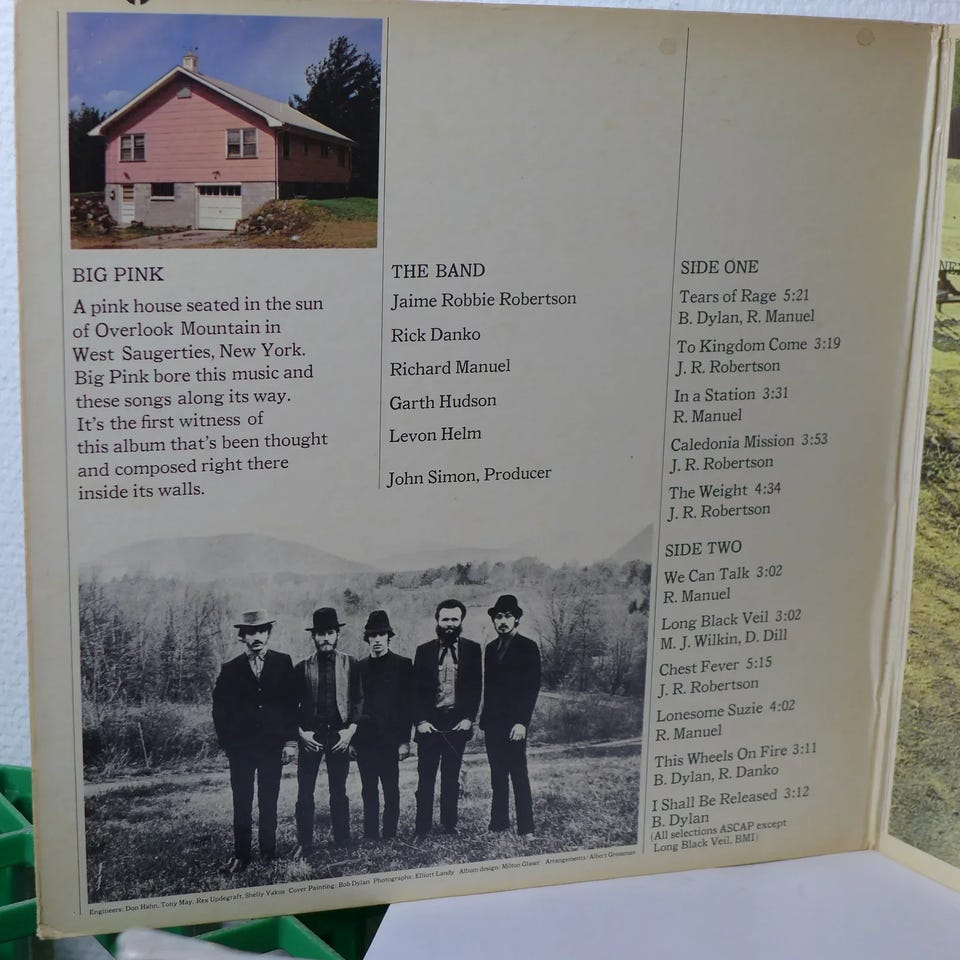 BIG PINK
A pink house seated in the sun
of Overlook Mountain in
West Saugerties, New York.
Big Pink bore this music and
these songs along its way.
It's the first witness of
this album that's been thought
and composed right there
inside its walls.
THE BAND
Jaime Robbie Robertson
Rick Danko
Richard Manuel
Garth Hudson
Levon Helm
John Simon, Producer
SIDE ONE
Tears of Rage 5:21
B. Dylan, R. Manuel
To Kingdom Come 3:19
J. R. Robertson
In a Station 3:31
R. Manuel
Caledonia Mission 3:53
J. R. Robertson
The Weight 4:34
J. R. Robertson
SIDE TWO
We Can Talk 3:02
R. Manuel
Long Black Veil 3:02
M. J. Wilkin, D. Dill
Chest Fever 5:15
J. R. Robertson
Lonesome Suzie 4:02
R. Manuel
This Wheels On Fire 3:11
B. Dylan, R. Danko
I Shall Be Released 3:12
B. Dylan
(All selections ASCAP except
Long Black Veil, BMI)
Engineers: Don Hahn, Tony May, Rex Updegraft, Shelly Yakus Cover Painting: Bob Dylan Photographs: Elliott Landy Album design: Milton Glaser Arrangements: Albert Grossman